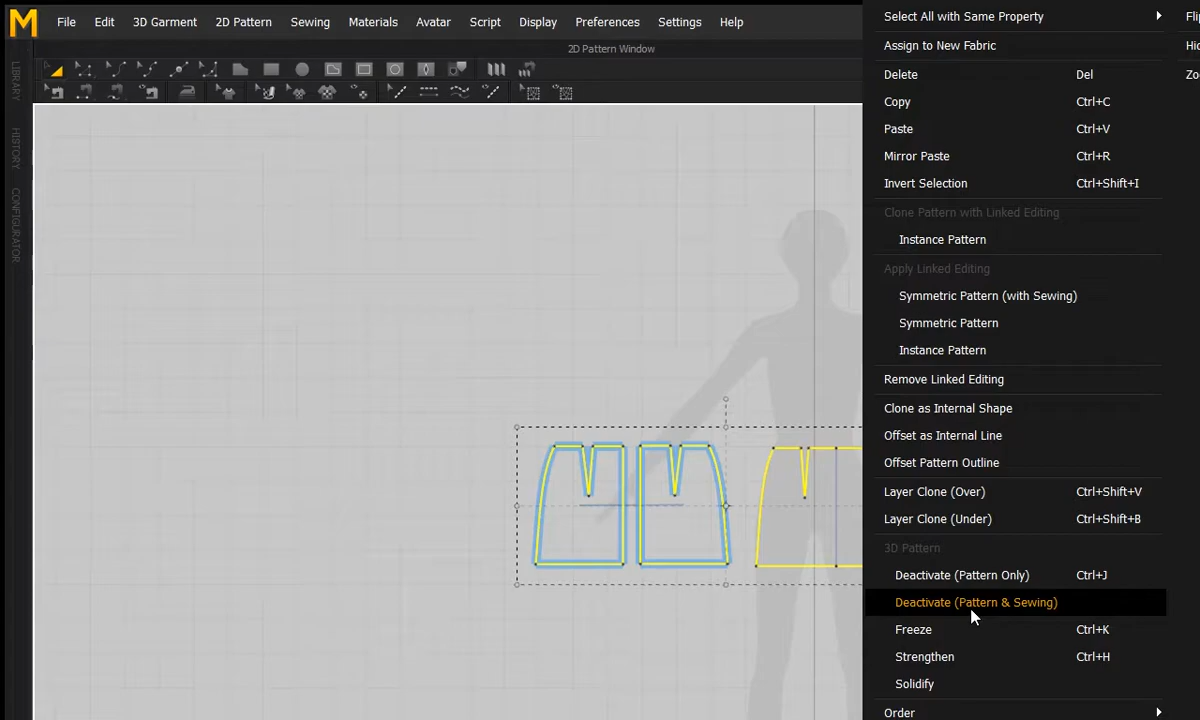 M File Edit 3D Garment 2D Pattern Sewing Materials Avatar Script Display Preferences Settings Help
2D Pattern Window
LIBRARY
HISTORY
CONFIGURATOR
Select All with Same Property
Assign to New Fabric
Delete Del
Copy Ctrl+C
Paste Ctrl+V
Mirror Paste Ctrl+R
Invert Selection Ctrl+Shift+I
Clone Pattern with Linked Editing
Instance Pattern
Apply Linked Editing
Symmetric Pattern (with Sewing)
Symmetric Pattern
Instance Pattern
Remove Linked Editing
Clone as Internal Shape
Offset as Internal Line
Offset Pattern Outline
Layer Clone (Over) Ctrl+Shift+V
Layer Clone (Under) Ctrl+Shift+B
3D Pattern
Deactivate (Pattern Only) Ctrl+J
Deactivate (Pattern & Sewing)
Freeze Ctrl+K
Strengthen Ctrl+H
Solidify
Order